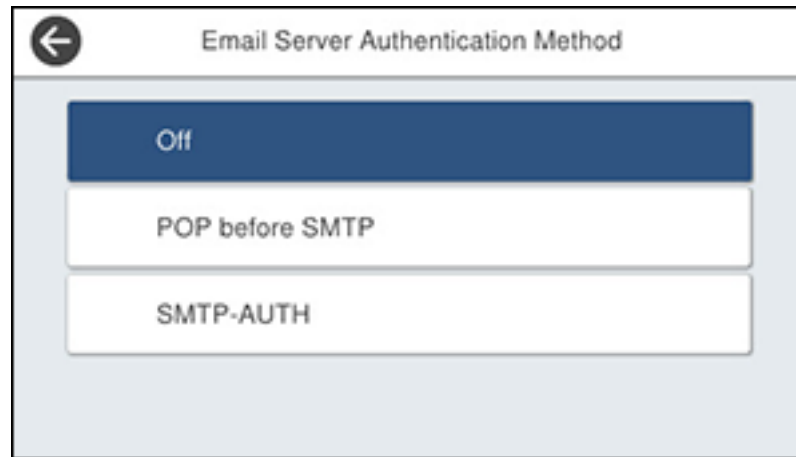 Email Server Authentication Method
Off
POP before SMTP
SMTP-AUTH